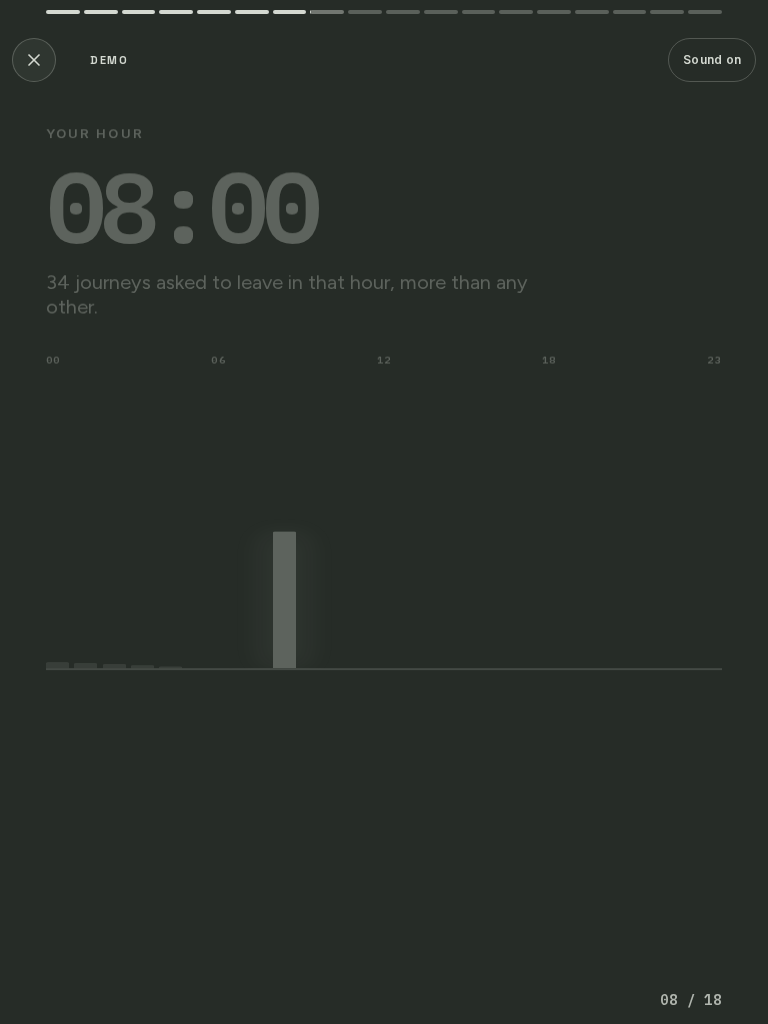 DEMO
Sound on
YOUR HOUR
08:00
34 journeys asked to leave in that hour, more than any
other.
00 06 12 18 23
08 / 18